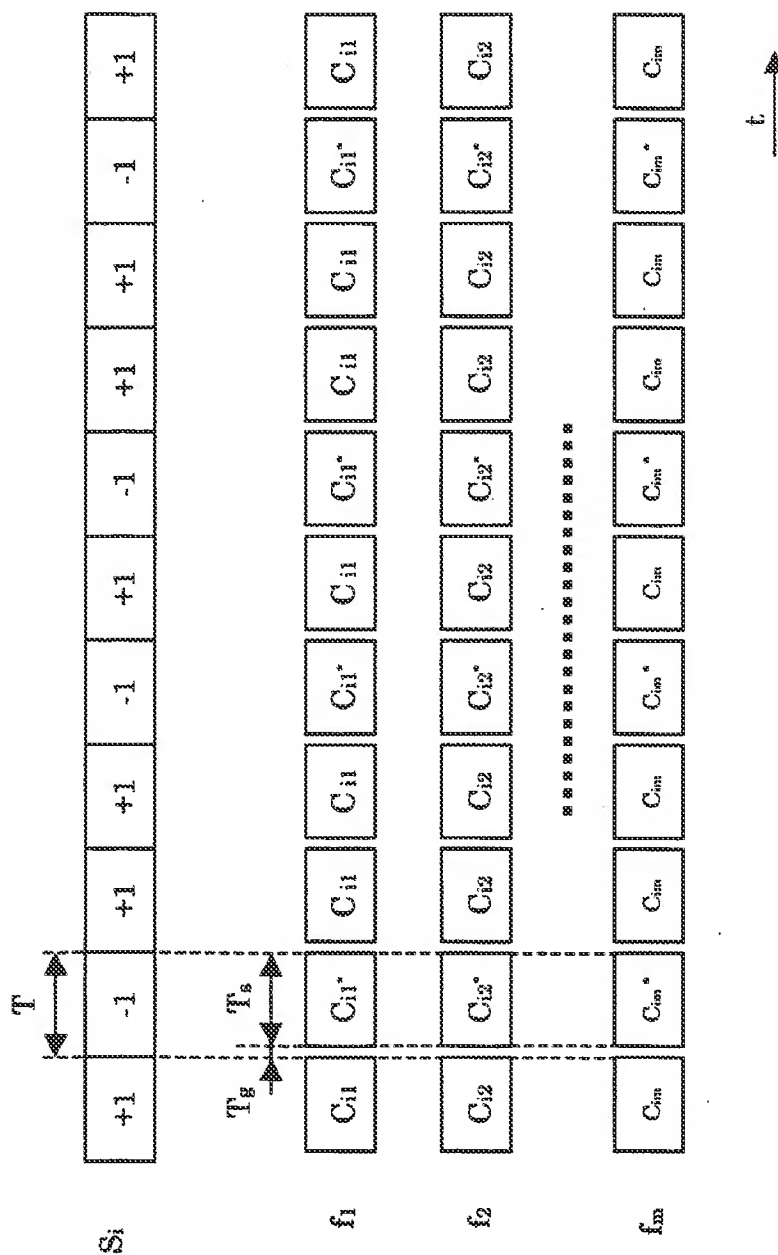 T
Si +1 -1 +1 +1 -1 +1 -1 +1 +1 -1 +1
Tg Ts
f1 Ci1 Ci1* Ci1 Ci1 Ci1* Ci1 Ci1* Ci1 Ci1 Ci1* Ci1
f2 Ci2 Ci2* Ci2 Ci2 Ci2* Ci2 Ci2* Ci2 Ci2 Ci2* Ci2
fm Cim Cim* Cim Cim Cim* Cim Cim* Cim Cim Cim* Cim
t